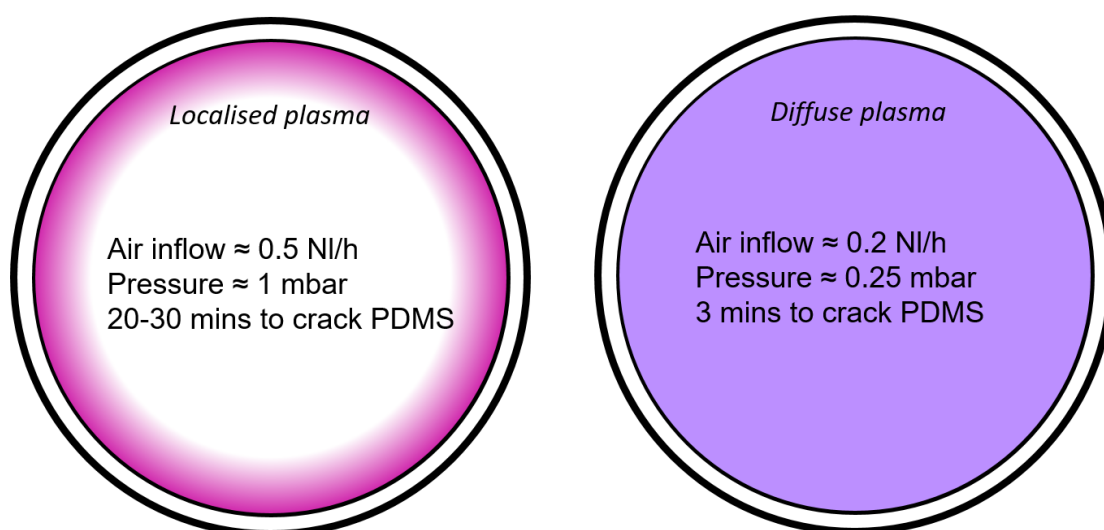 Localised plasma
Air inflow ≈ 0.5 Nl/h
Pressure ≈ 1 mbar
20-30 mins to crack PDMS
Diffuse plasma
Air inflow ≈ 0.2 Nl/h
Pressure ≈ 0.25 mbar
3 mins to crack PDMS